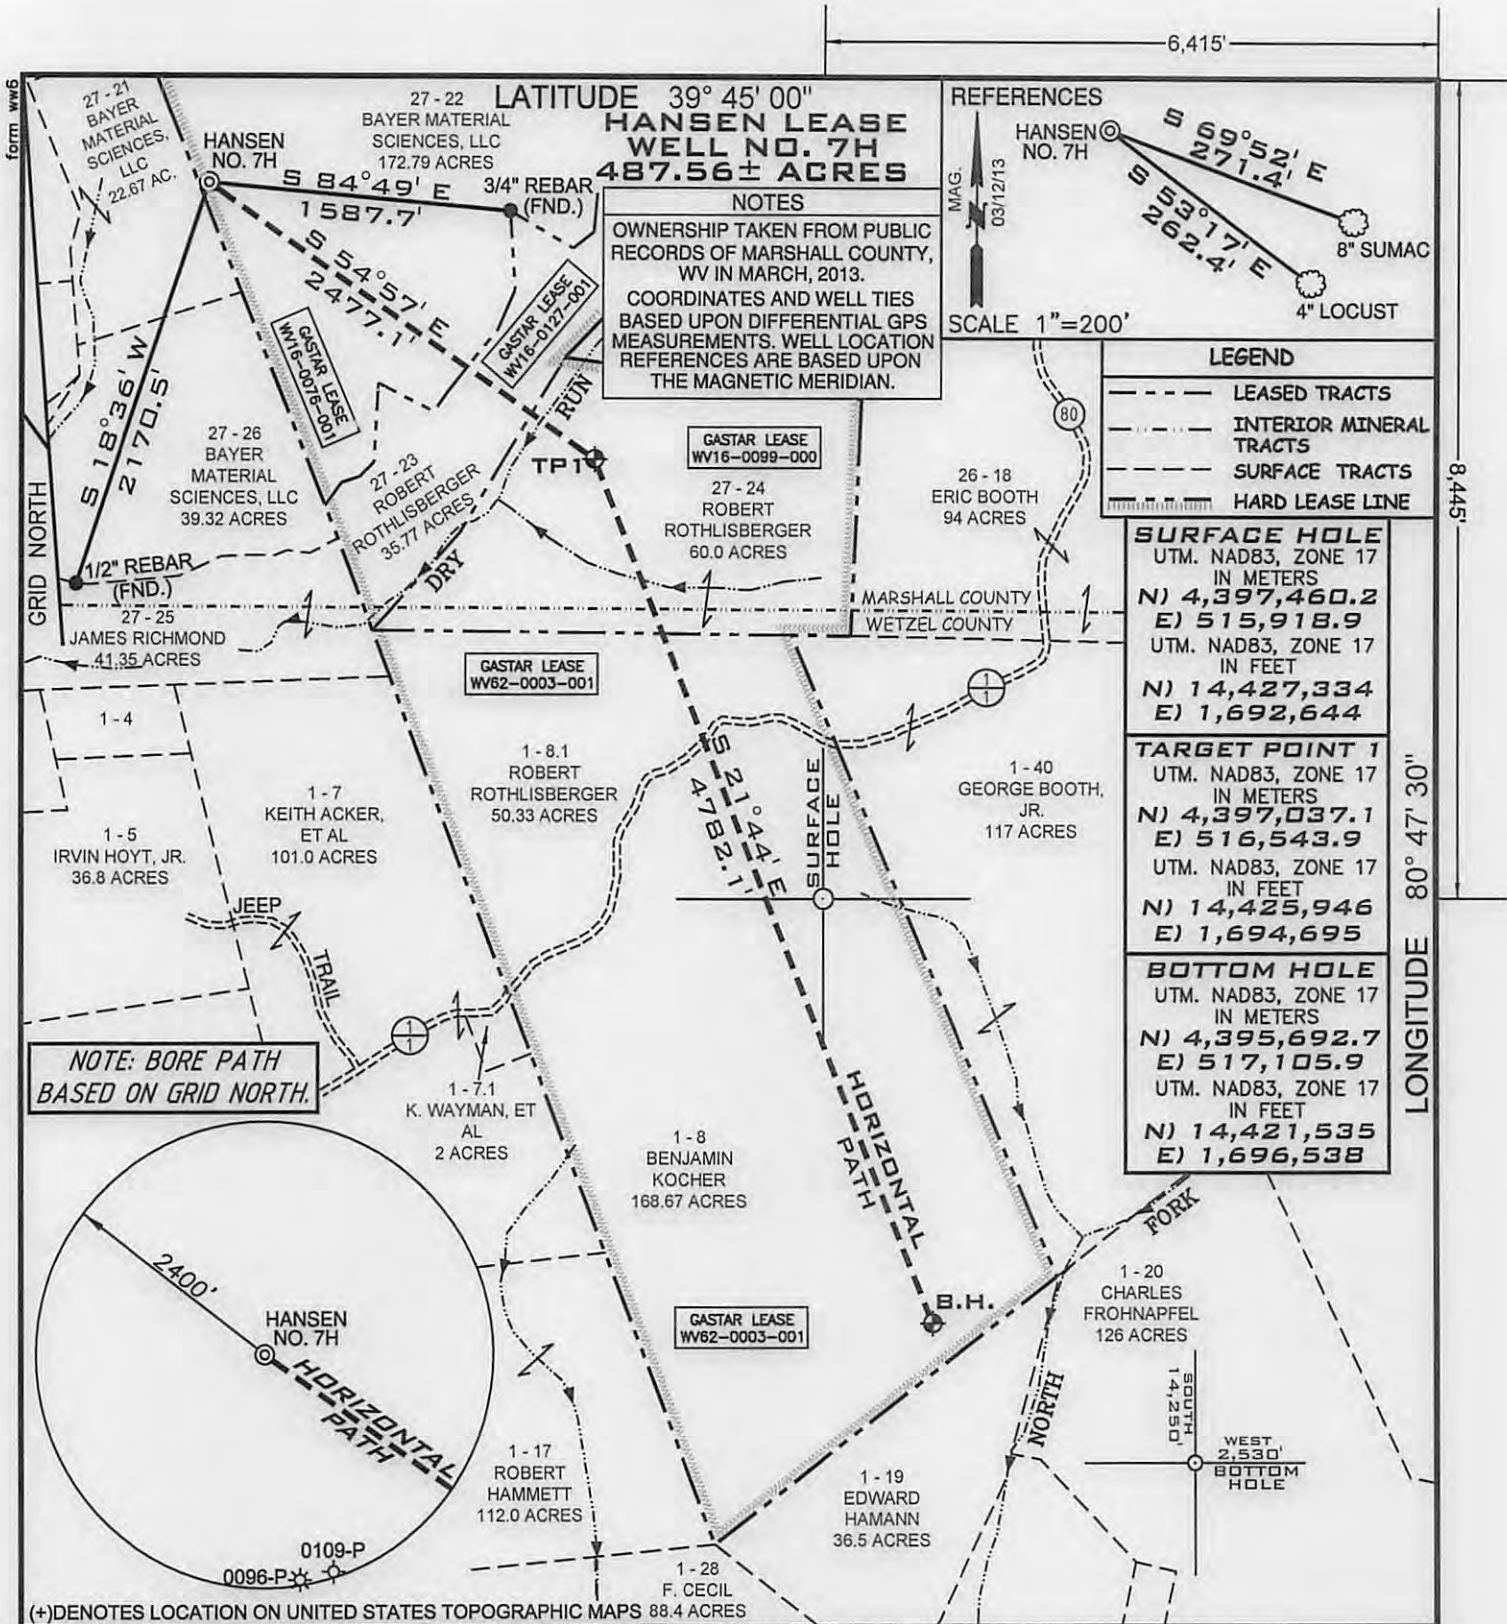 6,415'
form ww6
LATITUDE 39° 45' 00"
HANSEN LEASE
WELL NO. 7H
487.56± ACRES
27 - 21
BAYER
MATERIAL
SCIENCES,
LLC
22.67 AC.
27 - 22
BAYER MATERIAL
SCIENCES, LLC
172.79 ACRES
HANSEN
NO. 7H
S 84°49' E
1587.7'
3/4" REBAR
(FND.)
NOTES
OWNERSHIP TAKEN FROM PUBLIC
RECORDS OF MARSHALL COUNTY,
WV IN MARCH, 2013.
COORDINATES AND WELL TIES
BASED UPON DIFFERENTIAL GPS
MEASUREMENTS. WELL LOCATION
REFERENCES ARE BASED UPON
THE MAGNETIC MERIDIAN.
REFERENCES
MAG.
03/12/13
HANSEN
NO. 7H
S 69°52' E
271.4'
S 53°17' E
262.4'
8" SUMAC
4" LOCUST
SCALE 1"=200'
LEGEND
LEASED TRACTS
INTERIOR MINERAL
TRACTS
SURFACE TRACTS
HARD LEASE LINE
8,445'
S 54°57' E
2477.1'
GASTAR LEASE
WV16-0127-001
GASTAR LEASE
WV16-0076-001
S 18°36' W
2170.5'
27 - 26
BAYER
MATERIAL
SCIENCES, LLC
39.32 ACRES
27 - 23
ROBERT
ROTHLISBERGER
35.77 ACRES
DRY
RUN
TP1
GASTAR LEASE
WV16-0099-000
27 - 24
ROBERT
ROTHLISBERGER
60.0 ACRES
80
26 - 18
ERIC BOOTH
94 ACRES
GRID NORTH
1/2" REBAR
(FND.)
27 - 25
JAMES RICHMOND
41.35 ACRES
MARSHALL COUNTY
WETZEL COUNTY
GASTAR LEASE
WV62-0003-001
1
1
SURFACE HOLE
UTM. NAD83, ZONE 17
IN METERS
N) 4,397,460.2
E) 515,918.9
UTM. NAD83, ZONE 17
IN FEET
N) 14,427,334
E) 1,692,644
TARGET POINT 1
UTM. NAD83, ZONE 17
IN METERS
N) 4,397,037.1
E) 516,543.9
UTM. NAD83, ZONE 17
IN FEET
N) 14,425,946
E) 1,694,695
BOTTOM HOLE
UTM. NAD83, ZONE 17
IN METERS
N) 4,395,692.7
E) 517,105.9
UTM. NAD83, ZONE 17
IN FEET
N) 14,421,535
E) 1,696,538
LONGITUDE 80° 47' 30"
1 - 4
1 - 5
IRVIN HOYT, JR.
36.8 ACRES
1 - 7
KEITH ACKER,
ET AL
101.0 ACRES
1 - 8.1
ROBERT
ROTHLISBERGER
50.33 ACRES
S 21°44' E
4782.1'
SURFACE
HOLE
1 - 40
GEORGE BOOTH,
JR.
117 ACRES
JEEP
TRAIL
1
1
NOTE: BORE PATH
BASED ON GRID NORTH.
1 - 7.1
K. WAYMAN, ET
AL
2 ACRES
1 - 8
BENJAMIN
KOCHER
168.67 ACRES
HORIZONTAL
PATH
FORK
B.H.
GASTAR LEASE
WV62-0003-001
1 - 20
CHARLES
FROHNAPFEL
126 ACRES
NORTH
SOUTH
14,250'
WEST
2,530'
BOTTOM
HOLE
2400'
HANSEN
NO. 7H
HORIZONTAL
PATH
1 - 17
ROBERT
HAMMETT
112.0 ACRES
1 - 19
EDWARD
HAMANN
36.5 ACRES
0109-P
0096-P
1 - 28
F. CECIL
88.4 ACRES
(+)DENOTES LOCATION ON UNITED STATES TOPOGRAPHIC MAPS